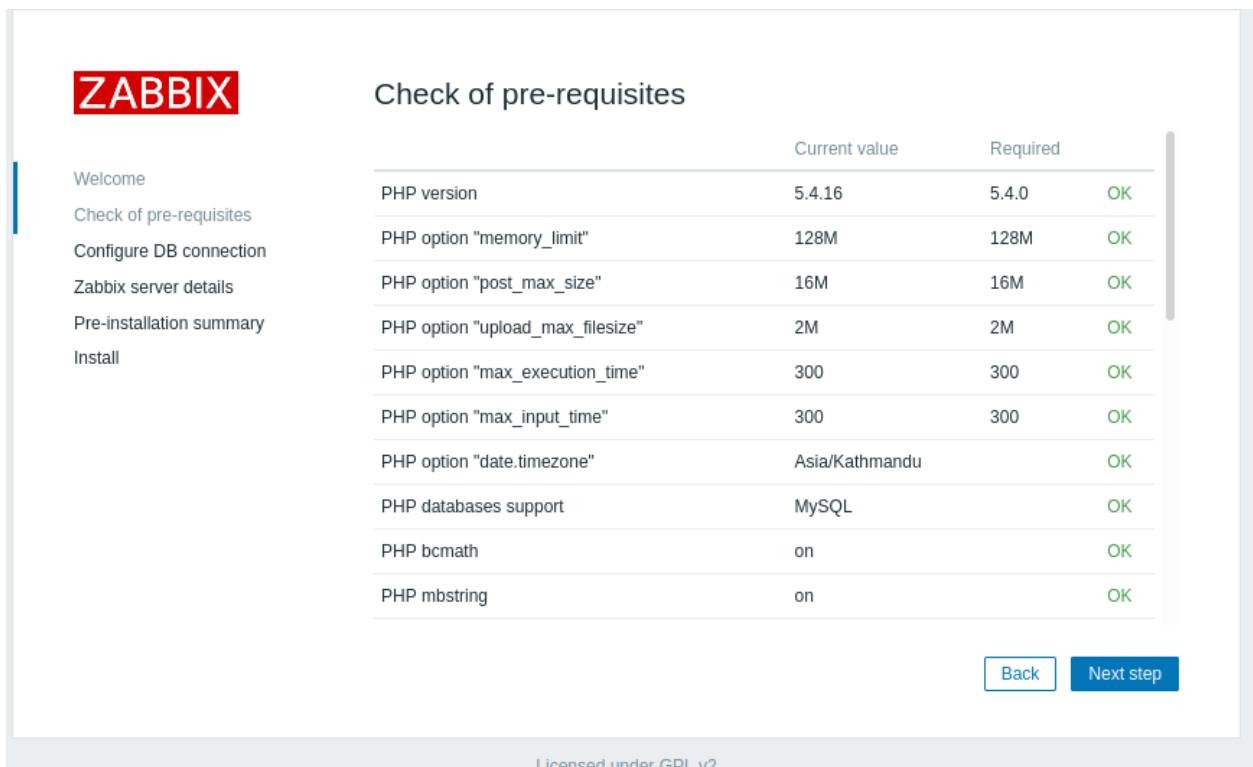 ZABBIX
Check of pre-requisites
Welcome
Check of pre-requisites
Configure DB connection
Zabbix server details
Pre-installation summary
Install
Current value Required
PHP version 5.4.16 5.4.0 OK
PHP option "memory_limit" 128M 128M OK
PHP option "post_max_size" 16M 16M OK
PHP option "upload_max_filesize" 2M 2M OK
PHP option "max_execution_time" 300 300 OK
PHP option "max_input_time" 300 300 OK
PHP option "date.timezone" Asia/Kathmandu OK
PHP databases support MySQL OK
PHP bcmath on OK
PHP mbstring on OK
Back Next step
Licensed under GPL v2